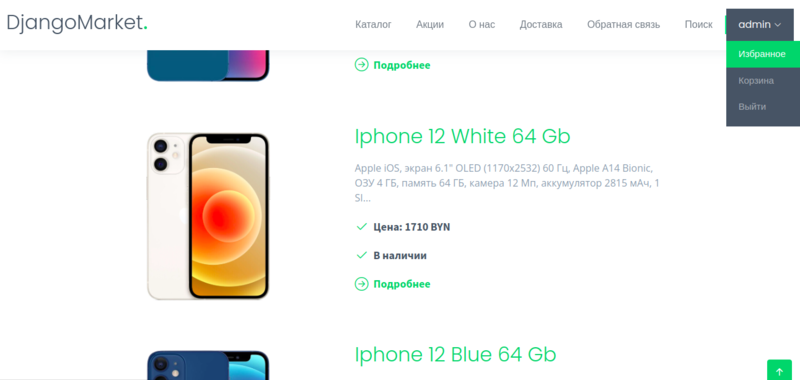 DjangoMarket.
Каталог Акции О нас Доставка Обратная связь Поиск admin
Избранное
Корзина
Выйти
Подробнее
Iphone 12 White 64 Gb
Apple iOS, экран 6.1" OLED (1170x2532) 60 Гц, Apple A14 Bionic,
ОЗУ 4 ГБ, память 64 ГБ, камера 12 Мп, аккумулятор 2815 мАч, 1
SI...
Цена: 1710 BYN
В наличии
Подробнее
Iphone 12 Blue 64 Gb